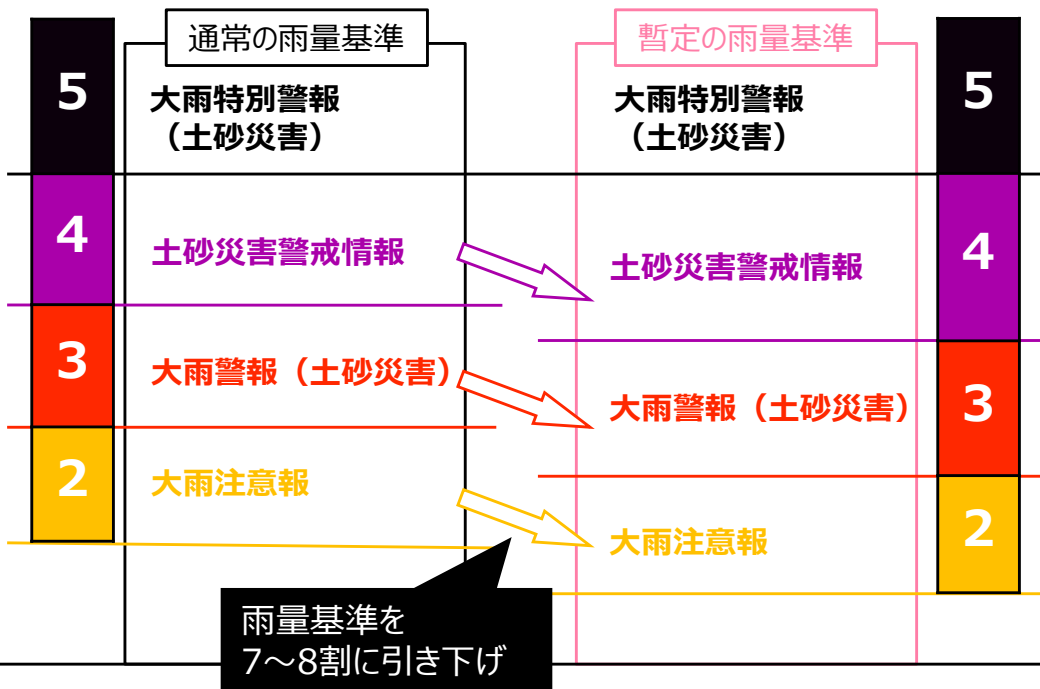 通常の雨量基準
5
大雨特別警報
（土砂災害）
4
土砂災害警戒情報
3
大雨警報（土砂災害）
2
大雨注意報
暫定の雨量基準
大雨特別警報
（土砂災害）
5
土砂災害警戒情報
4
大雨警報（土砂災害）
3
大雨注意報
2
雨量基準を
7～8割に引き下げ